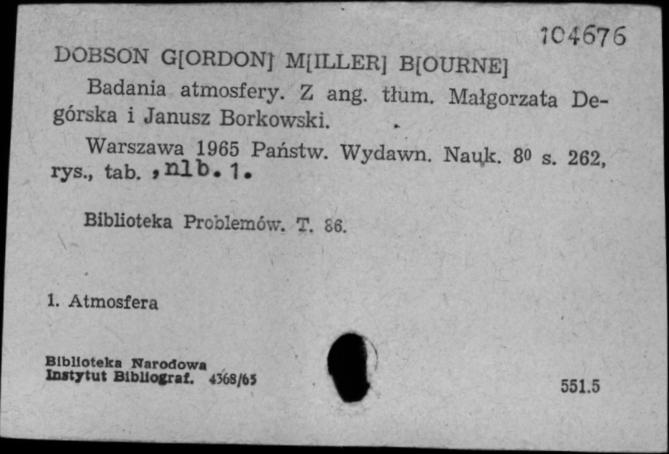 104676
DOBSON G[ORDON] M[ILLER] B[OURNE]
Badania atmosfery. Z ang. tłum. Małgorzata De-
górska i Janusz Borkowski.
Warszawa 1965 Państw. Wydawn. Nauk. 8⁰ s. 262,
rys., tab. , nlb. 1.
Biblioteka Problemów. T. 86.
1. Atmosfera
Biblioteka Narodowa
Instytut Bibliograf. 4368/65
551.5